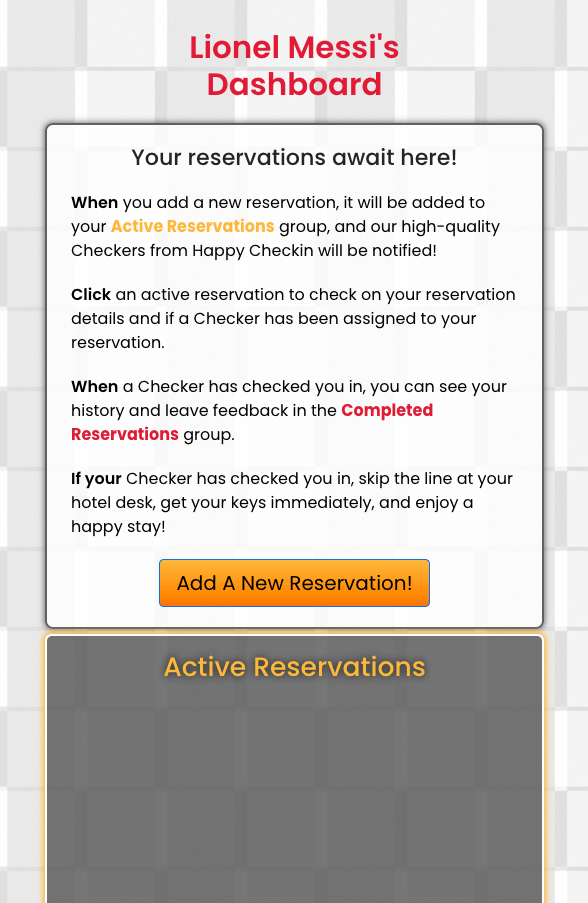 Lionel Messi's
Dashboard
Your reservations await here!
When you add a new reservation, it will be added to
your Active Reservations group, and our high-quality
Checkers from Happy Checkin will be notified!
Click an active reservation to check on your reservation
details and if a Checker has been assigned to your
reservation.
When a Checker has checked you in, you can see your
history and leave feedback in the Completed
Reservations group.
If your Checker has checked you in, skip the line at your
hotel desk, get your keys immediately, and enjoy a
happy stay!
Add A New Reservation!
Active Reservations